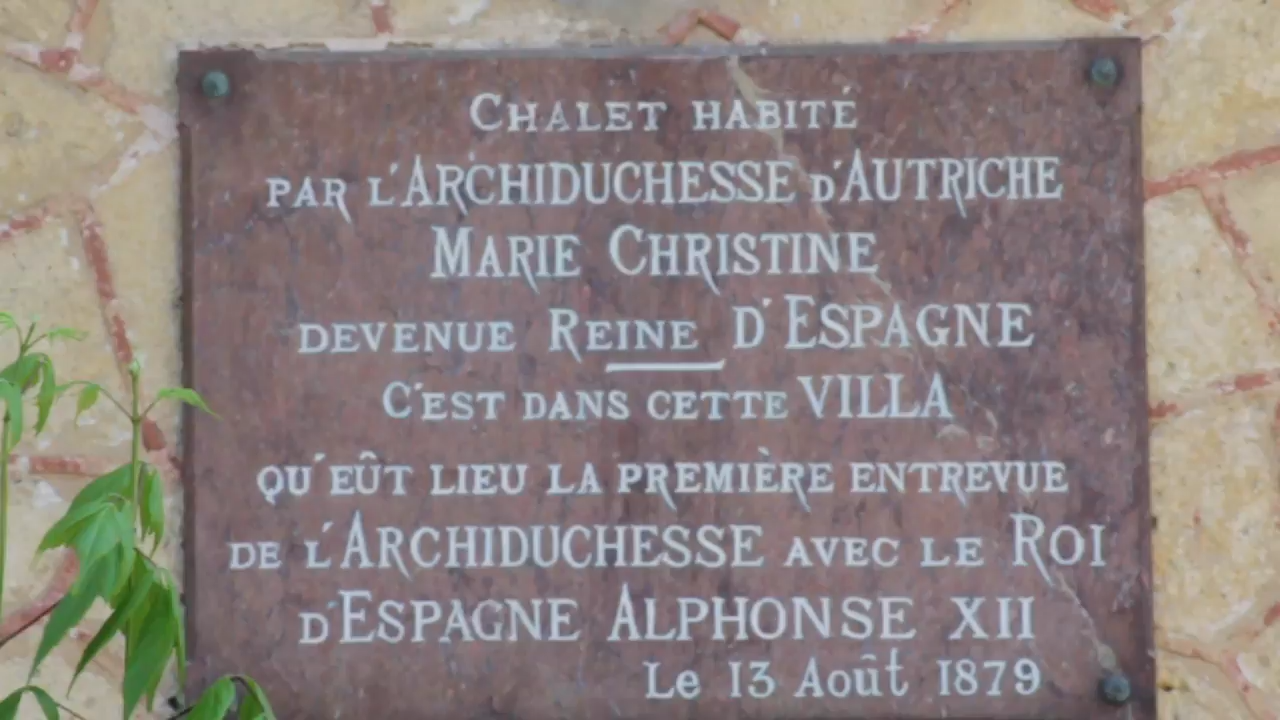 CHALET HABITE
PAR L'ARCHIDUCHESSE D'AUTRICHE
MARIE CHRISTINE
DEVENUE REINE D'ESPAGNE
C'EST DANS CETTE VILLA
QU'EÛT LIEU LA PREMIÈRE ENTREVUE
DE L'ARCHIDUCHESSE AVEC LE ROI
D'ESPAGNE ALPHONSE XII
Le 13 Août 1879